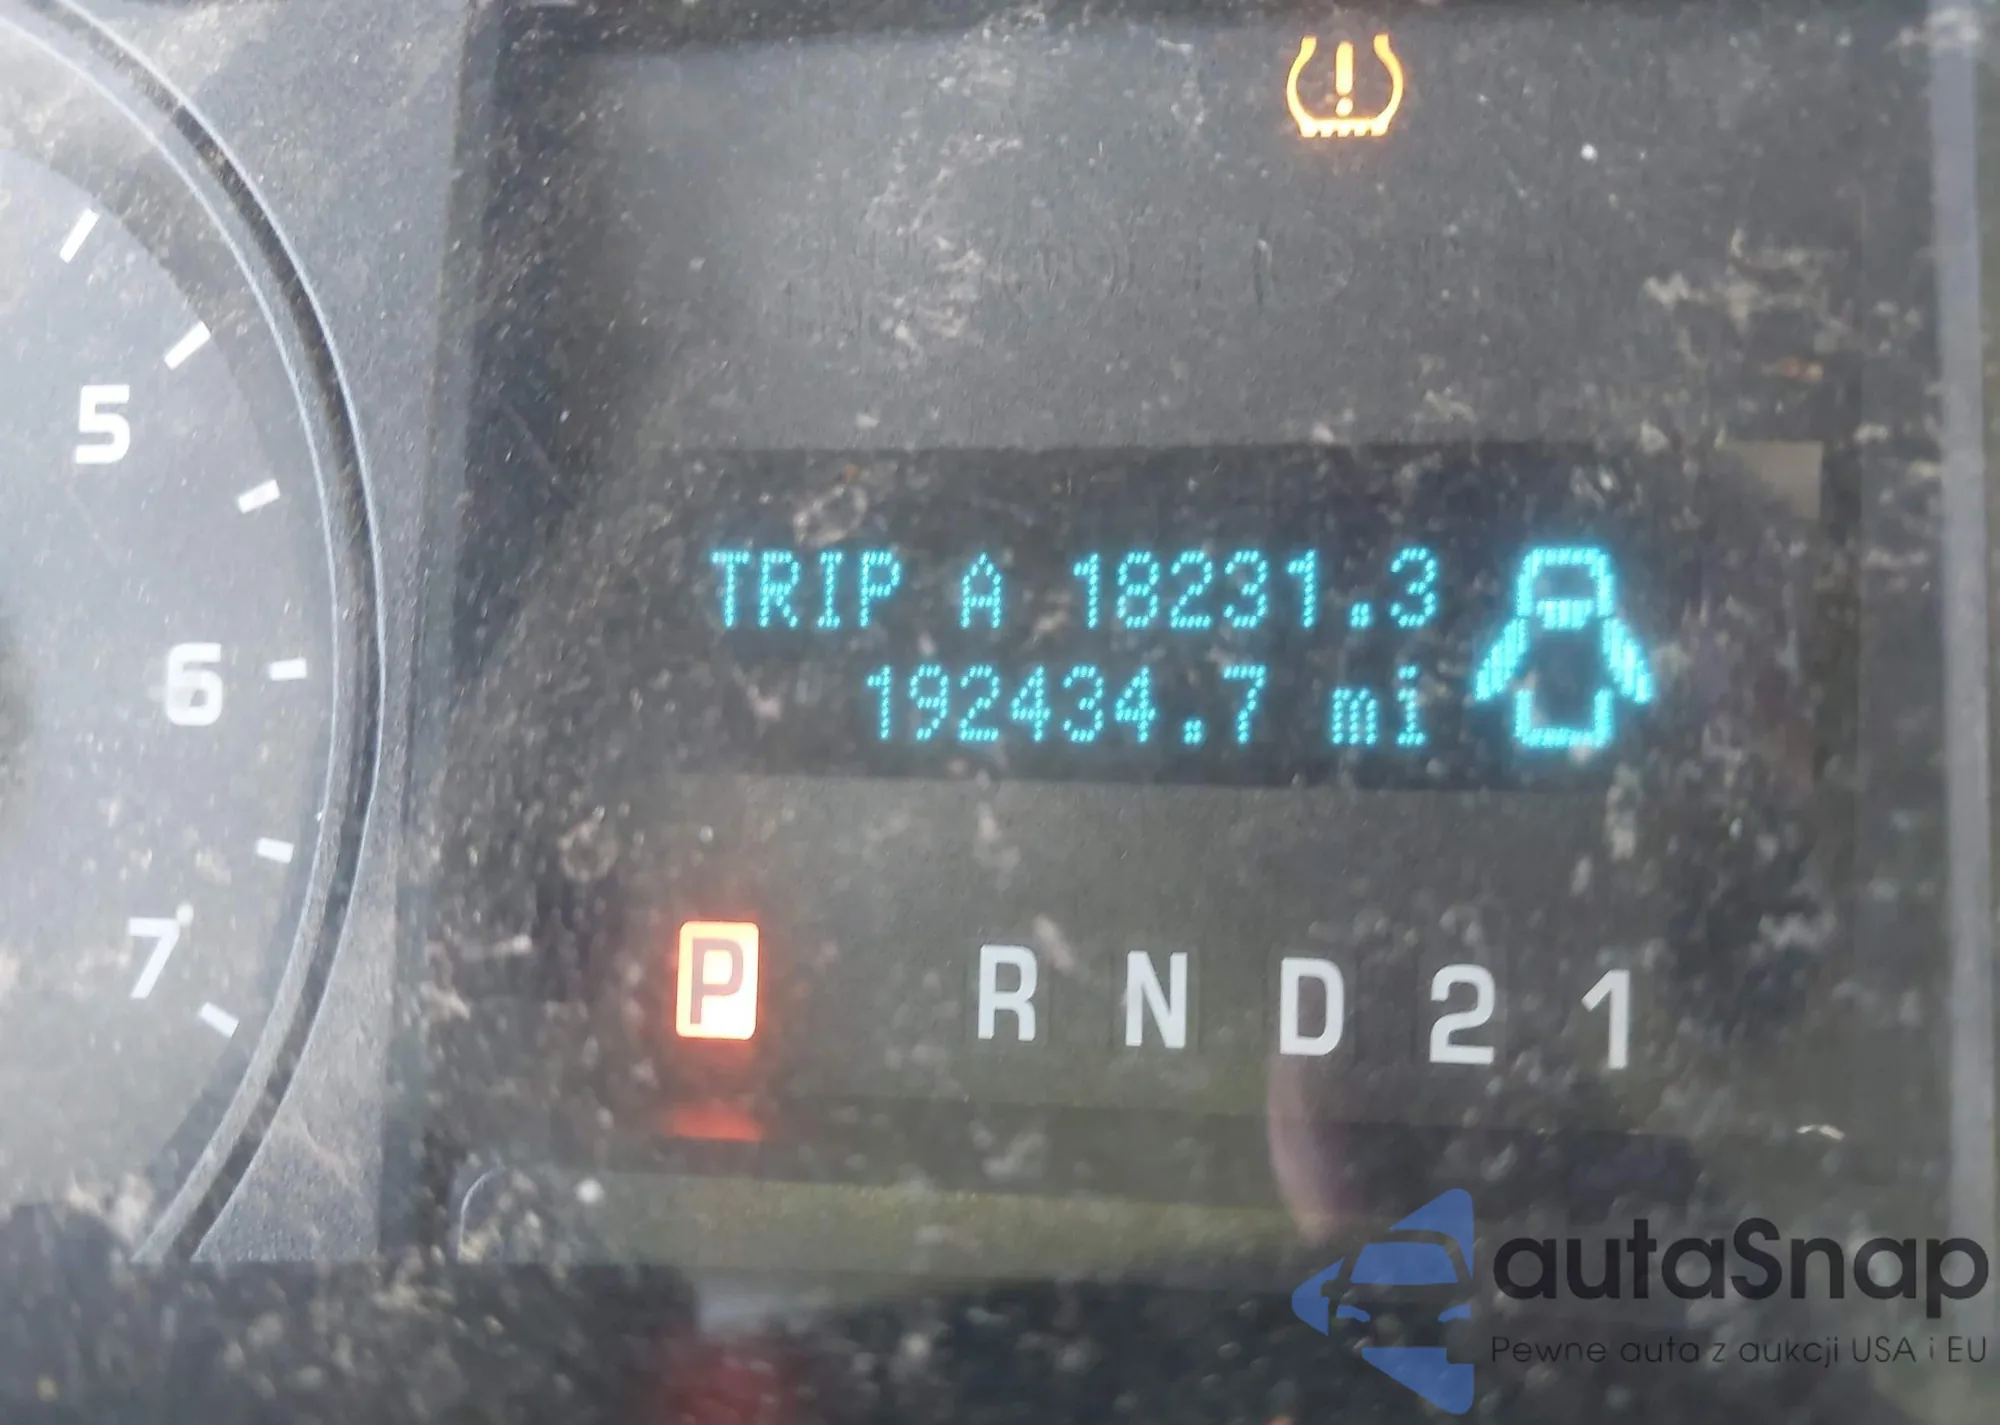 5
6
7
TRIP A 18231.3
192434.7 mi
P R N D 2 1
autaSnap
Pewne auta z aukcji USA i EU